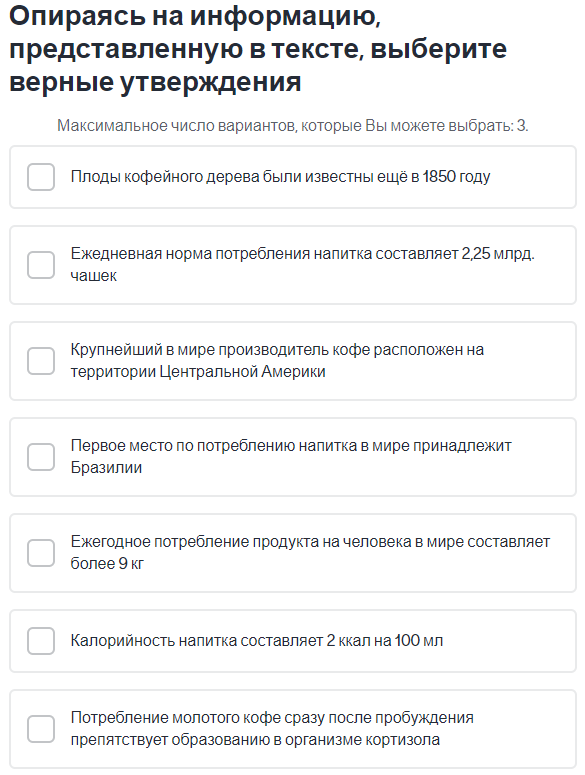 Опираясь на информацию,
представленную в тексте, выберите
верные утверждения
Максимальное число вариантов, которые Вы можете выбрать: 3.
Плоды кофейного дерева были известны ещё в 1850 году
Ежедневная норма потребления напитка составляет 2,25 млрд.
чашек
Крупнейший в мире производитель кофе расположен на
территории Центральной Америки
Первое место по потреблению напитка в мире принадлежит
Бразилии
Ежегодное потребление продукта на человека в мире составляет
более 9 кг
Калорийность напитка составляет 2 ккал на 100 мл
Потребление молотого кофе сразу после пробуждения
препятствует образованию в организме кортизола